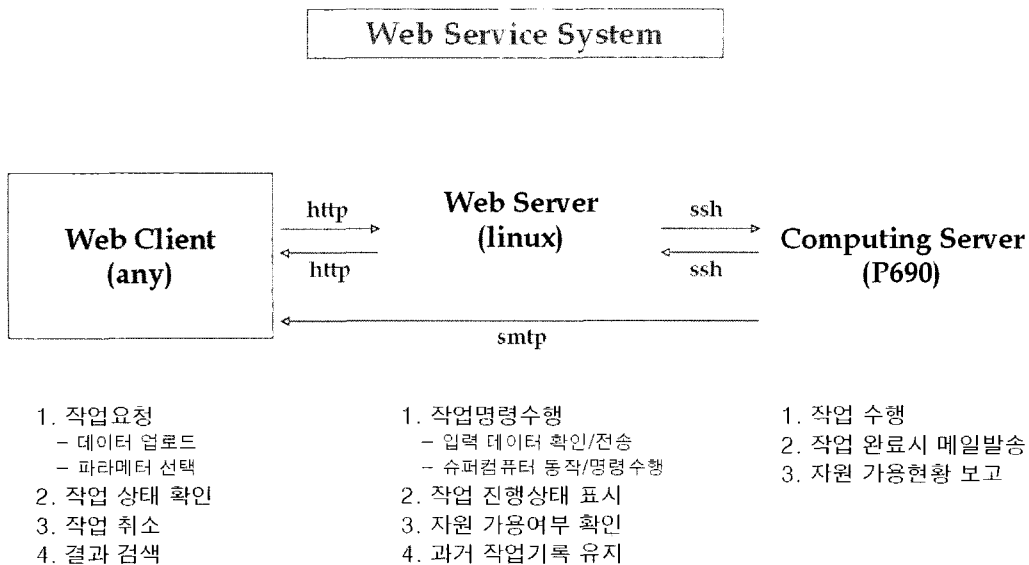 Web Service System
Web Client
(any)
http
http
Web Server
(linux)
ssh
ssh
Computing Server
(P690)
smtp
1. 작업요청
– 데이터 업로드
– 파라메터 선택
2. 작업 상태 확인
3. 작업 취소
4. 결과 검색
1. 작업명령수행
– 입력 데이터 확인/전송
– 슈퍼컴퓨터 동작/명령수행
2. 작업 진행상태 표시
3. 자원 가용여부 확인
4. 과거 작업기록 유지
1. 작업 수행
2. 작업 완료시 메일발송
3. 자원 가용현황 보고